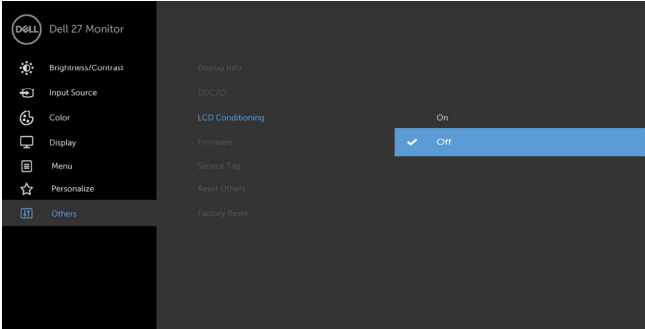 DELL Dell 27 Monitor
Brightness/Contrast
Input Source
Color
Display
Menu
Personalize
Others
Display Info
DDC/CI
LCD Conditioning
Firmware
Service Tag
Reset Others
Factory Reset
On
Off